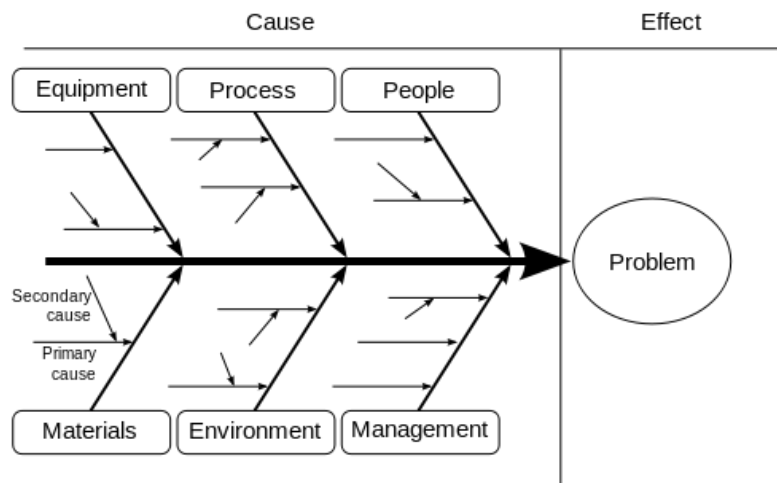 Cause
Effect
Equipment
Process
People
Problem
Secondary
cause
Primary
cause
Materials
Environment
Management